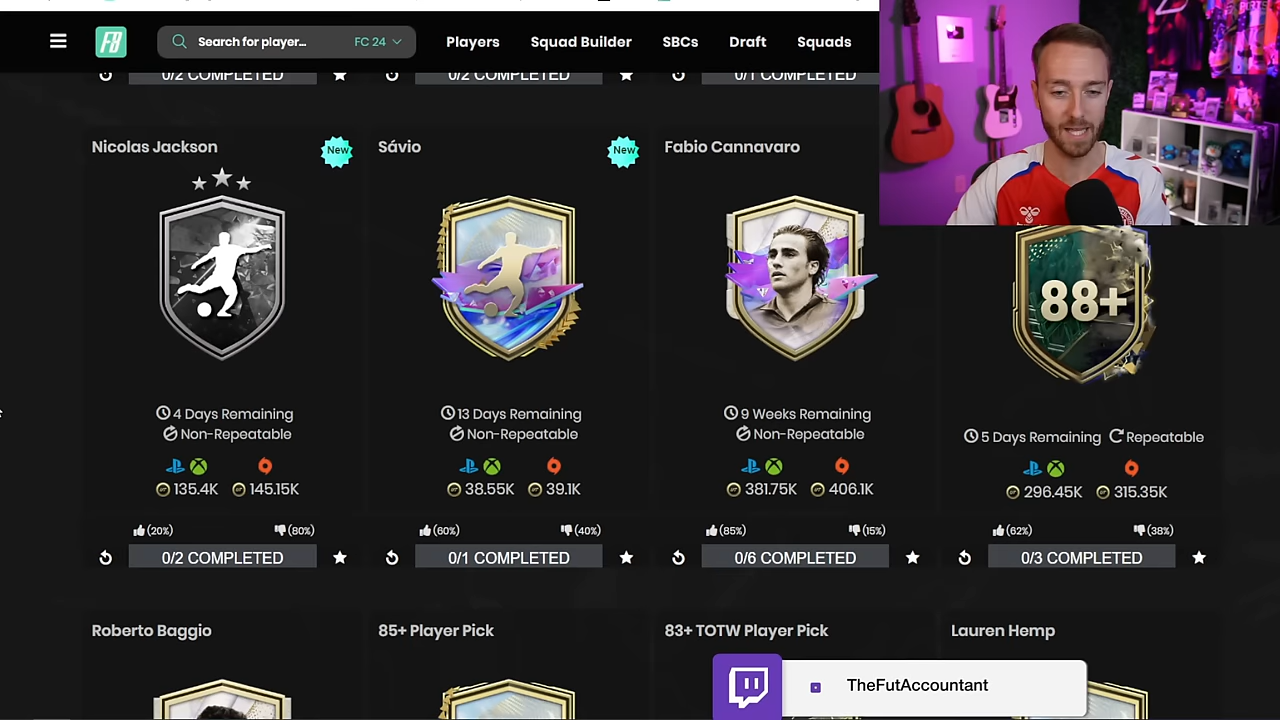 FB
Search for player...
FC 24
Players
Squad Builder
SBCs
Draft
Squads
0/2 COMPLETED
0/2 COMPLETED
0/1 COMPLETED
Nicolas Jackson
New
Sávio
New
Fabio Cannavaro
88+
4 Days Remaining
Non-Repeatable
13 Days Remaining
Non-Repeatable
9 Weeks Remaining
Non-Repeatable
5 Days Remaining
Repeatable
135.4K
145.15K
38.55K
39.1K
381.75K
406.1K
296.45K
315.35K
(20%)
(80%)
(60%)
(40%)
(85%)
(15%)
(62%)
(38%)
0/2 COMPLETED
0/1 COMPLETED
0/6 COMPLETED
0/3 COMPLETED
Roberto Baggio
85+ Player Pick
83+ TOTW Player Pick
Lauren Hemp
TheFutAccountant